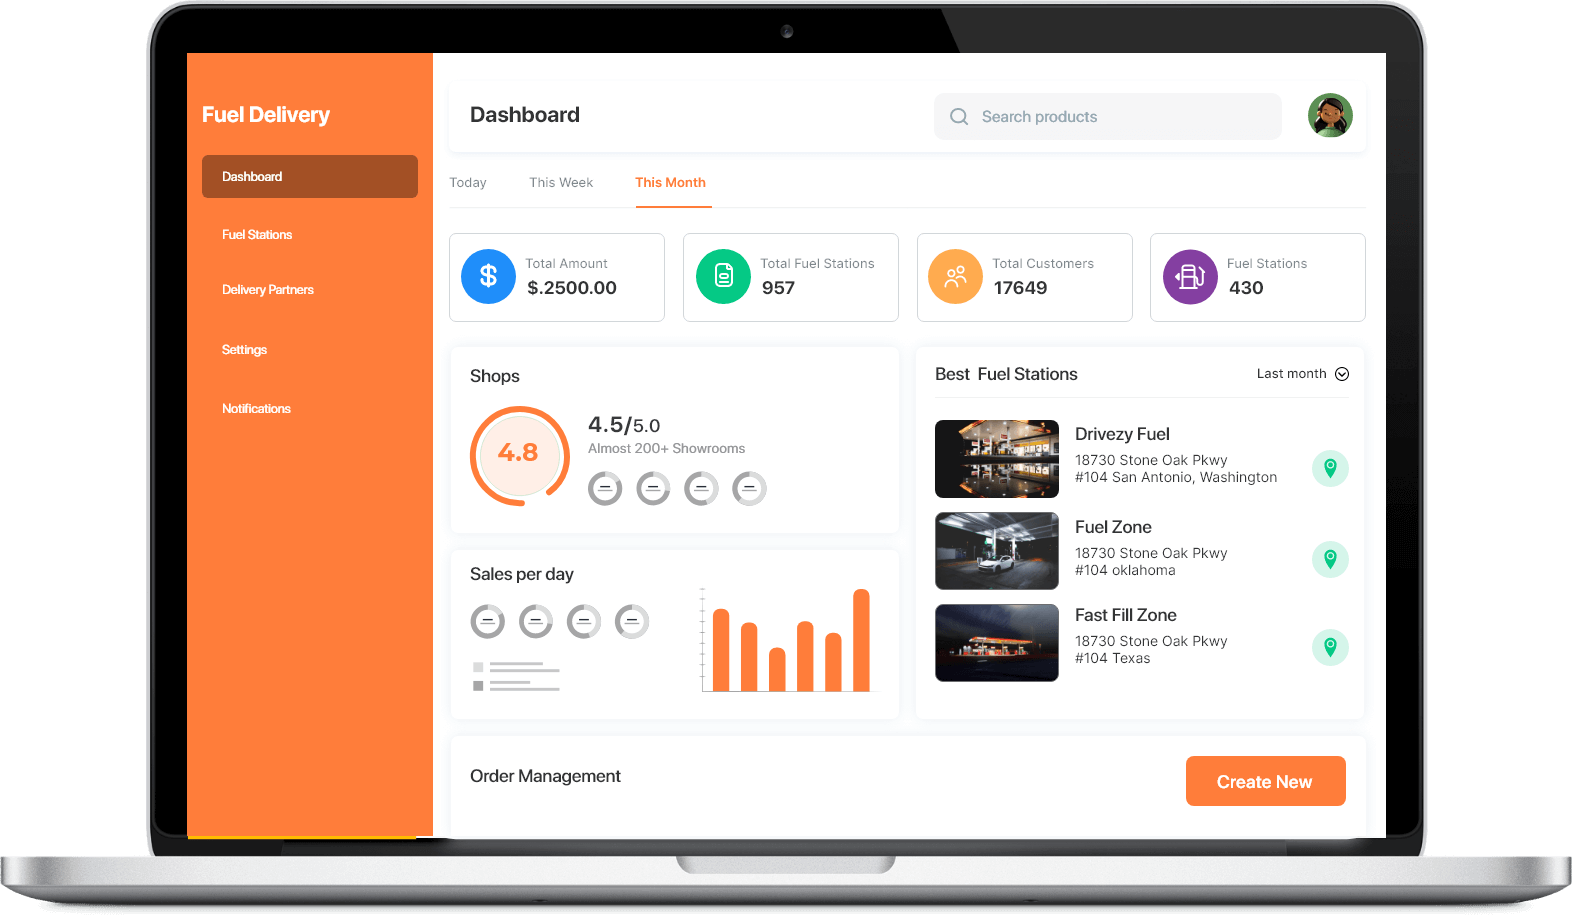 Fuel Delivery
Dashboard
Fuel Stations
Delivery Partners
Settings
Notifications
Dashboard
Search products
Today
This Week
This Month
Total Amount
$.2500.00
Total Fuel Stations
957
Total Customers
17649
Fuel Stations
430
Shops
4.8
4.5/5.0
Almost 200+ Showrooms
Sales per day
Best Fuel Stations
Last month
Drivezy Fuel
18730 Stone Oak Pkwy
#104 San Antonio, Washington
Fuel Zone
18730 Stone Oak Pkwy
#104 oklahoma
Fast Fill Zone
18730 Stone Oak Pkwy
#104 Texas
Order Management
Create New